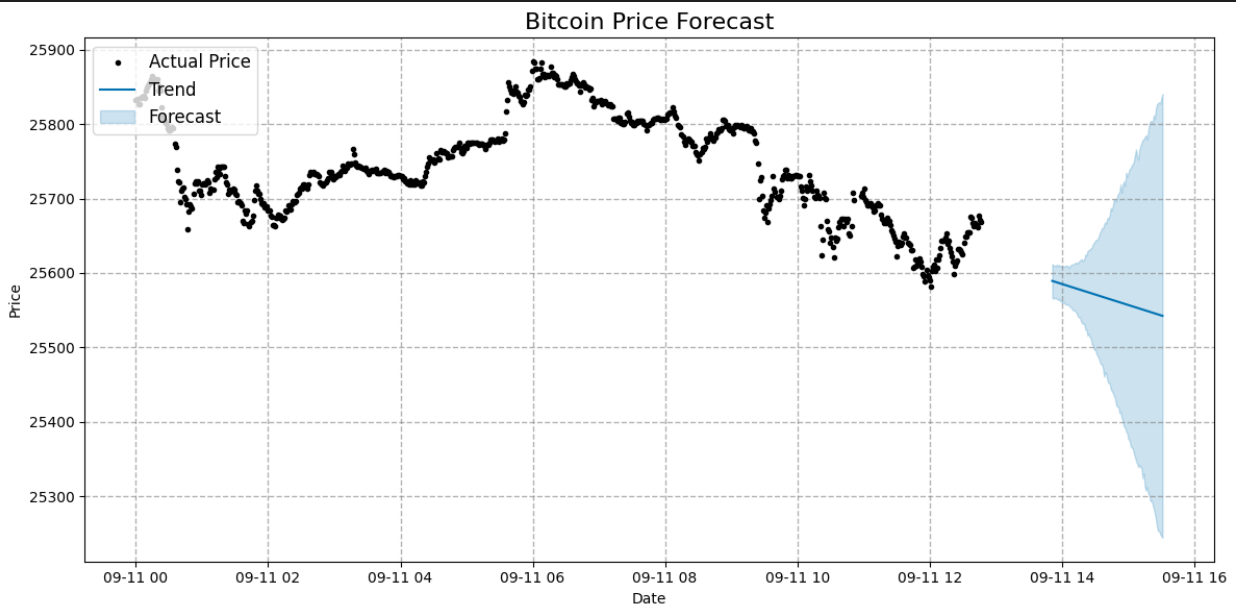 Bitcoin Price Forecast
Actual Price
Trend
Forecast
25900
25800
25700
25600
25500
25400
25300
Price
09-11 00
09-11 02
09-11 04
09-11 06
09-11 08
09-11 10
09-11 12
09-11 14
09-11 16
Date